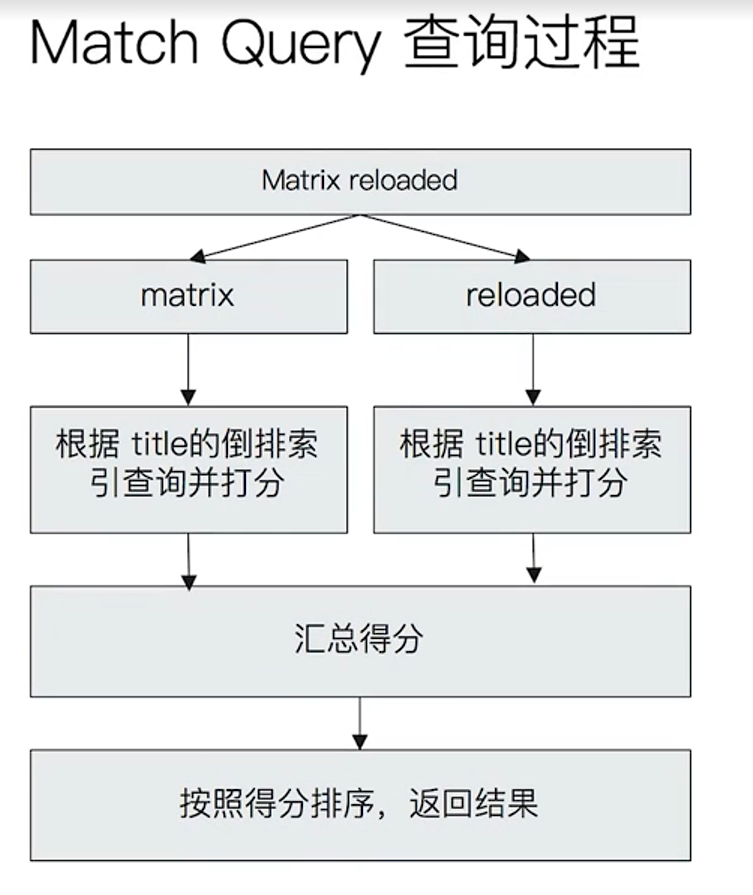 Match Query 查询过程
Matrix reloaded
matrix
reloaded
根据 title的倒排索
引查询并打分
根据 title的倒排索
引查询并打分
汇总得分
按照得分排序，返回结果